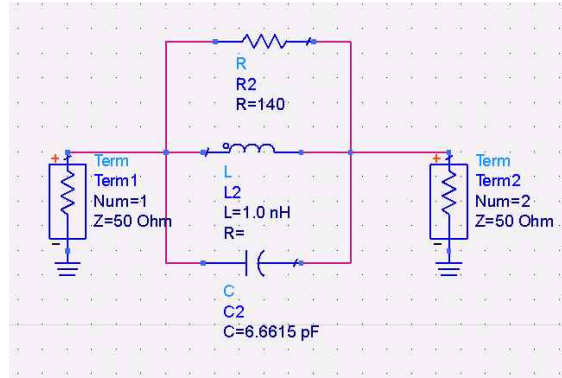 R
R2
R=140
+
Term
Term1
Num=1
Z=50 Ohm
-
L
L2
L=1.0 nH
R=
+
Term
Term2
Num=2
Z=50 Ohm
-
C
C2
C=6.6615 pF